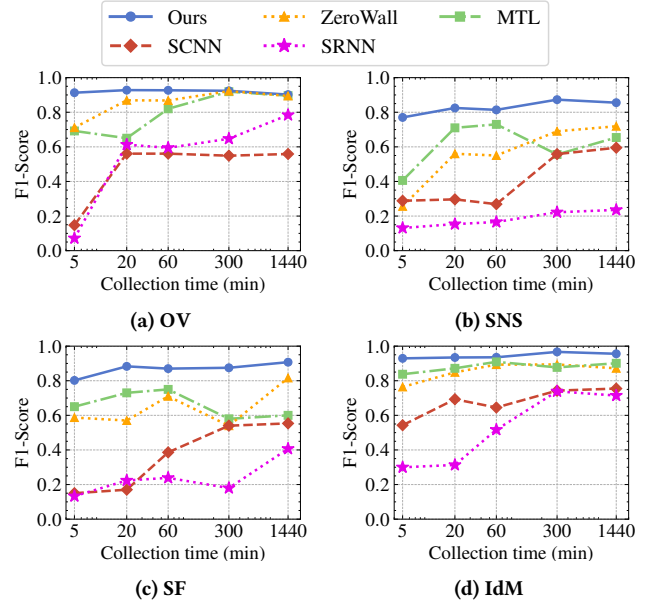 Ours ZeroWall MTL
SCNN SRNN
1.0
0.8
0.6
0.4
0.2
0.0
F1-Score
5 20 60 300 1440
Collection time (min)
(a) OV
1.0
0.8
0.6
0.4
0.2
0.0
F1-Score
5 20 60 300 1440
Collection time (min)
(b) SNS
1.0
0.8
0.6
0.4
0.2
0.0
F1-Score
5 20 60 300 1440
Collection time (min)
(c) SF
1.0
0.8
0.6
0.4
0.2
0.0
F1-Score
5 20 60 300 1440
Collection time (min)
(d) IdM